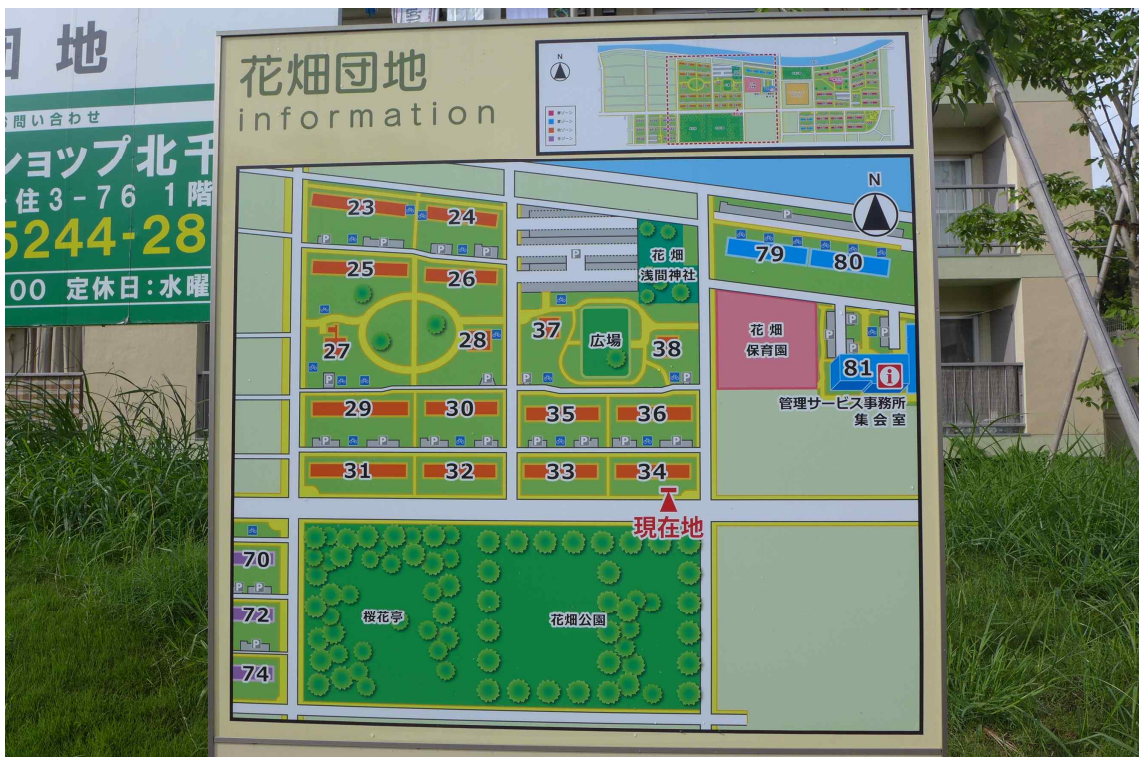 団 地
お問い合わせ
ショップ北千
住3-76 1階
5244-28
00 定休日:水曜
花畑団地
information
N
N
23
24
P
P
P
25
26
P
花畑
浅間神社
P
79
80
27
28
37
広場
38
花畑
保育園
P
P
P
81
i
管理サービス事務所
集会室
P
P
P
P
29
30
35
36
P
P
P
P
P
P
P
P
31
32
33
34
現在地
70
P
P
72
P
74
桜花亭
花畑公園